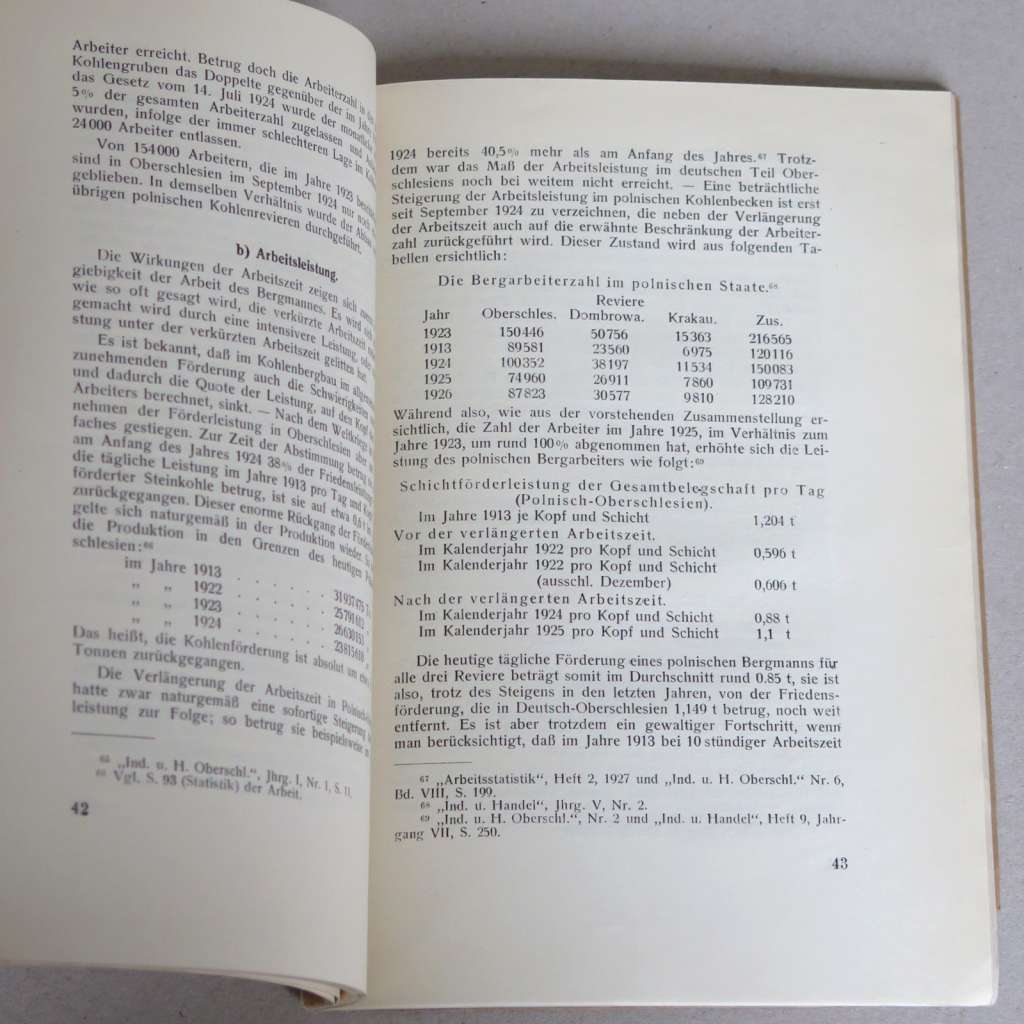 Arbeiter erreicht. Betrug doch die Arbeiterzahl in den
Kohlengruben das Doppelte gegenüber der im Jahre
das Gesetz vom 14. Juli 1924 wurde der monatliche
5% der gesamten Arbeiterzahl zugelassen und
wurden, infolge der immer schlechteren Lage im
24000 Arbeiter entlassen.
Von 154000 Arbeitern, die im Jahre 1923
sind in Oberschlesien im September 1924 nur noch
geblieben. In demselben Verhältnis wurde der
übrigen polnischen Kohlenrevieren durchgeführt.
b) Arbeitsleistung.
Die Wirkungen der Arbeitszeit zeigen sich
giebigkeit der Arbeit des Bergmannes. Es wird
wie so oft gesagt wird, die verkürzte Arbeitszeit
gemacht wird durch eine intensivere Leistung, oder
stung unter der verkürzten Arbeitszeit gelitten hat.
Es ist bekannt, daß im Kohlenbergbau im
zunehmenden Förderung auch die Schwierigkeiten
und dadurch die Quote der Leistung, auf den Kopf des
Arbeiters berechnet, sinkt. — Nach dem Weltkriege
nehmen der Förderleistung in Oberschlesien aber
faches gestiegen. Zur Zeit der Abstimmung betrug
am Anfang des Jahres 1924 38% der Friedensleistung
die tägliche Leistung im Jahre 1913 pro Tag und Kopf
förderter Steinkohle betrug, ist sie auf etwa 0,6 t
zurückgegangen. Dieser enorme Rückgang der
gelte sich naturgemäß in der Produktion wieder.
die Produktion in den Grenzen des heutigen
schlesien:⁶⁶
im Jahre 1913 . . . . . . 31937475
„ „ 1922 . . . . . .
„ „ 1923 . . . . . .
„ „ 1924 . . . . . .
Das heißt, die Kohlenförderung ist absolut um
Tonnen zurückgegangen.
Die Verlängerung der Arbeitszeit in
hatte zwar naturgemäß eine sofortige Steigerung
leistung zur Folge; so betrug sie beispielsweise
⁶⁵ „Ind. u. H. Oberschl.“, Jhrg. I, Nr. 1, S. 11.
⁶⁶ Vgl. S. 93 (Statistik) der Arbeit.
42
1924 bereits 40,5% mehr als am Anfang des Jahres.⁶⁷ Trotz-
dem war das Maß der Arbeitsleistung im deutschen Teil Ober-
schlesiens noch bei weitem nicht erreicht. — Eine beträchtliche
Steigerung der Arbeitsleistung im polnischen Kohlenbecken ist erst
seit September 1924 zu verzeichnen, die neben der Verlängerung
der Arbeitszeit auch auf die erwähnte Beschränkung der Arbeiter-
zahl zurückgeführt wird. Dieser Zustand wird aus folgenden Ta-
bellen ersichtlich:
Die Bergarbeiterzahl im polnischen Staate.⁶⁸
Reviere
Jahr Oberschles. Dombrowa. Krakau. Zus.
1923 150446 50756 15363 216565
1913 89581 23560 6975 120116
1924 100352 38197 11534 150083
1925 74960 26911 7860 109731
1926 87823 30577 9810 128210
Während also, wie aus der vorstehenden Zusammenstellung er-
sichtlich, die Zahl der Arbeiter im Jahre 1925, im Verhältnis zum
Jahre 1923, um rund 100% abgenommen hat, erhöhte sich die Lei-
stung des polnischen Bergarbeiters wie folgt:⁶⁹
Schichtförderleistung der Gesamtbelegschaft pro Tag
(Polnisch-Oberschlesien).
Im Jahre 1913 je Kopf und Schicht 1,204 t
Vor der verlängerten Arbeitszeit.
Im Kalenderjahr 1922 pro Kopf und Schicht 0,596 t
Im Kalenderjahr 1922 pro Kopf und Schicht
(ausschl. Dezember) 0,606 t
Nach der verlängerten Arbeitszeit.
Im Kalenderjahr 1924 pro Kopf und Schicht 0,88 t
Im Kalenderjahr 1925 pro Kopf und Schicht 1,1 t
Die heutige tägliche Förderung eines polnischen Bergmanns für
alle drei Reviere beträgt somit im Durchschnitt rund 0.85 t, sie ist
also, trotz des Steigens in den letzten Jahren, von der Friedens-
förderung, die in Deutsch-Oberschlesien 1,149 t betrug, noch weit
entfernt. Es ist aber trotzdem ein gewaltiger Fortschritt, wenn
man berücksichtigt, daß im Jahre 1913 bei 10 stündiger Arbeitszeit
⁶⁷ „Arbeitsstatistik“, Heft 2, 1927 und „Ind. u. H. Oberschl.“ Nr. 6,
Bd. VIII, S. 199.
⁶⁸ „Ind. u. Handel“, Jhrg. V, Nr. 2.
⁶⁹ „Ind. u. H. Oberschl.“, Nr. 2 und „Ind. u. Handel“, Heft 9, Jahr-
gang VII, S. 250.
43